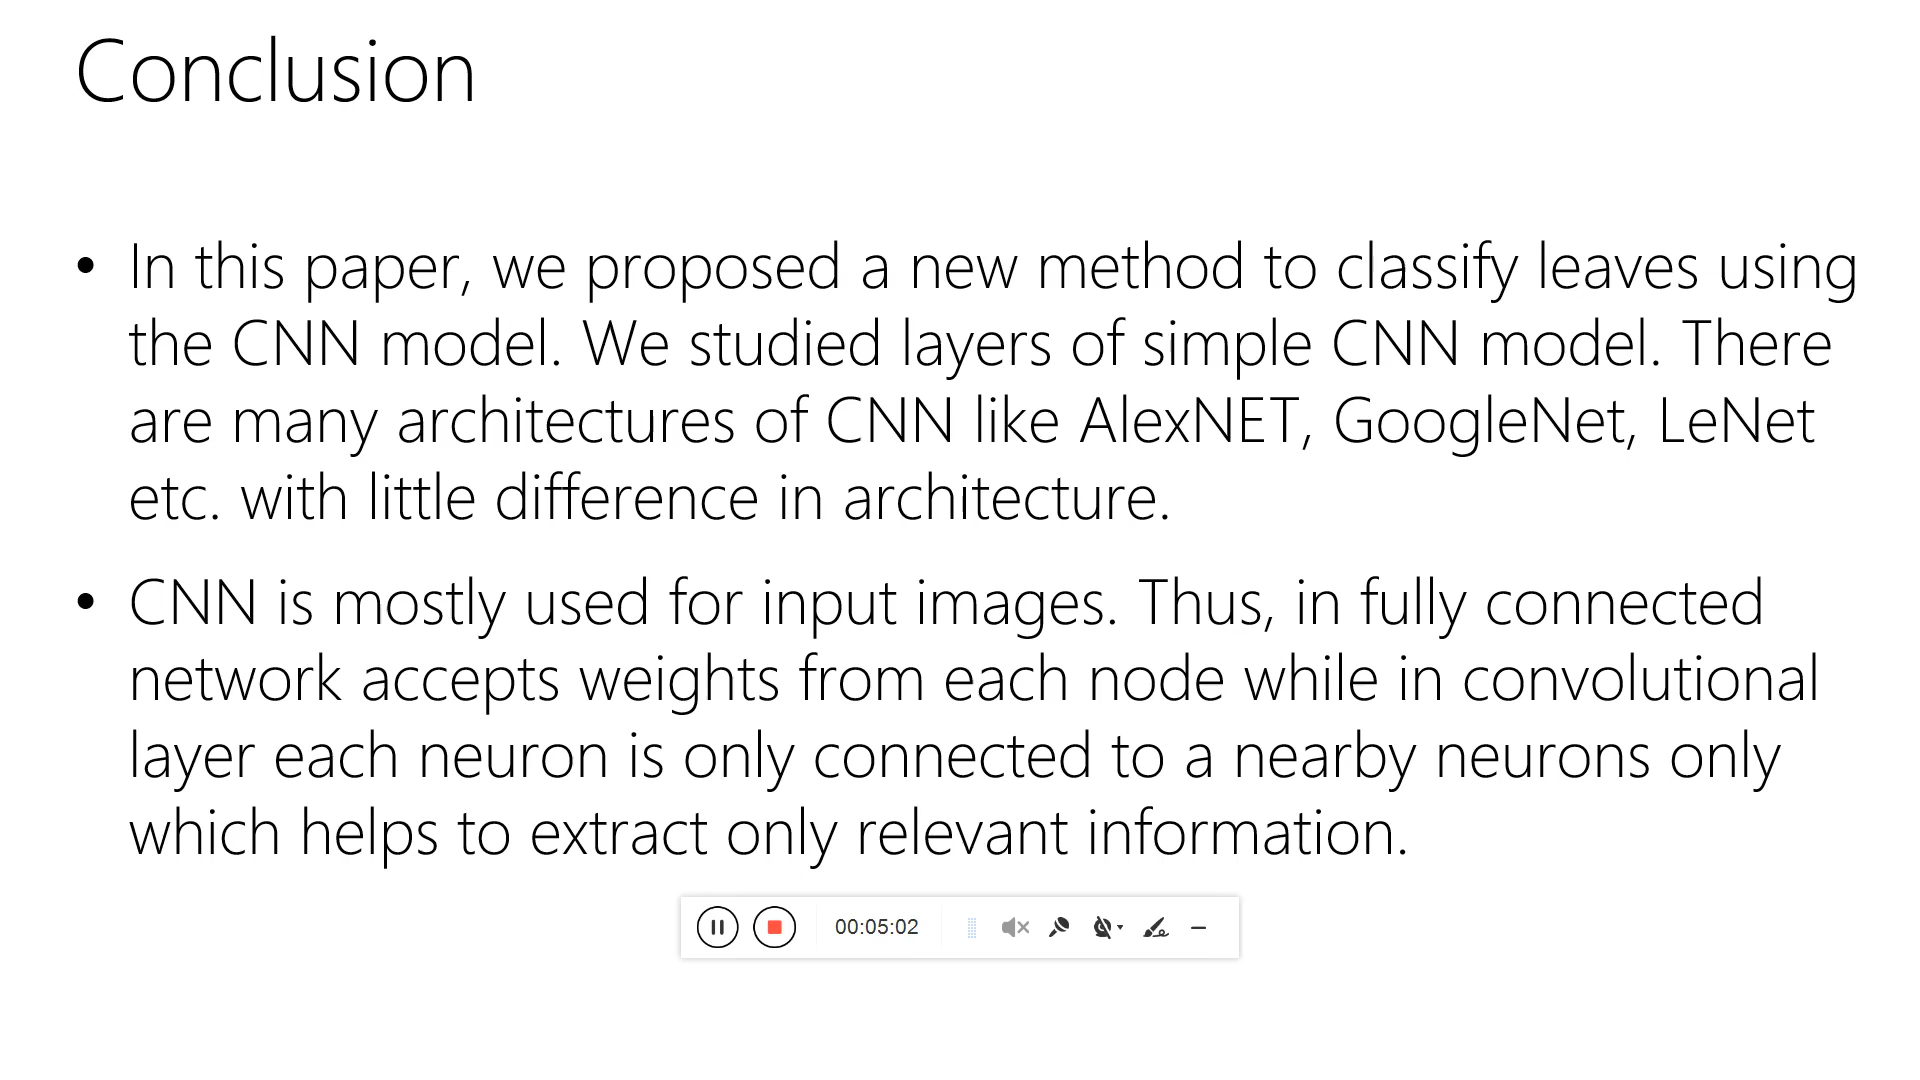 Conclusion
• In this paper, we proposed a new method to classify leaves using
the CNN model. We studied layers of simple CNN model. There
are many architectures of CNN like AlexNET, GoogleNet, LeNet
etc. with little difference in architecture.
• CNN is mostly used for input images. Thus, in fully connected
network accepts weights from each node while in convolutional
layer each neuron is only connected to a nearby neurons only
which helps to extract only relevant information.
00:05:02